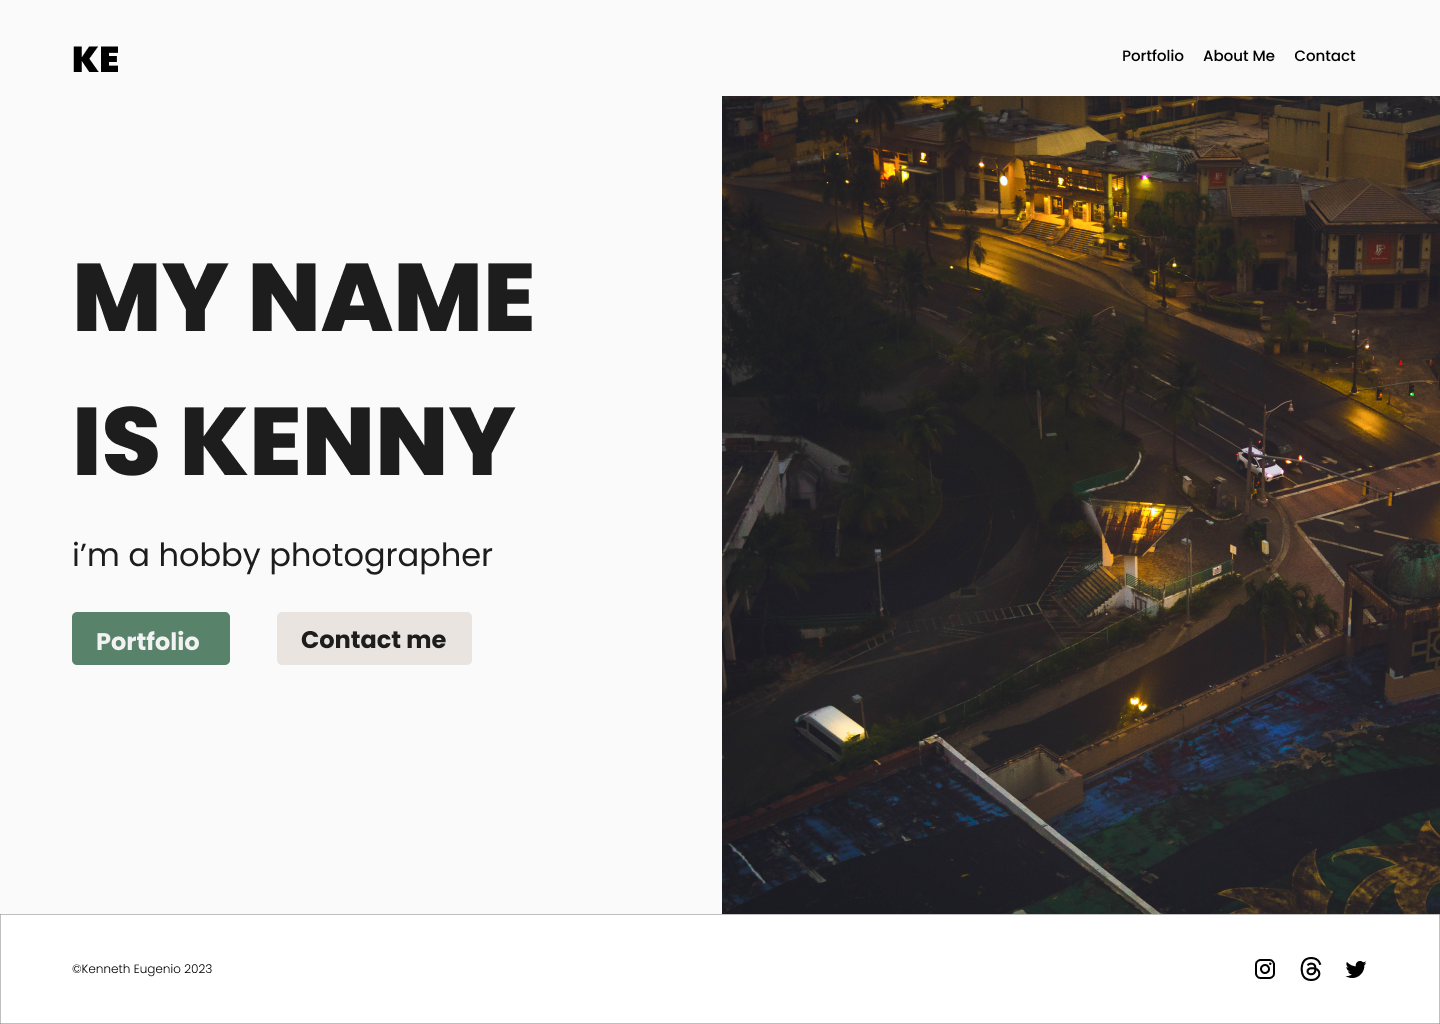 KE
Portfolio About Me Contact
MY NAME
IS KENNY
i’m a hobby photographer
Portfolio Contact me
©Kenneth Eugenio 2023